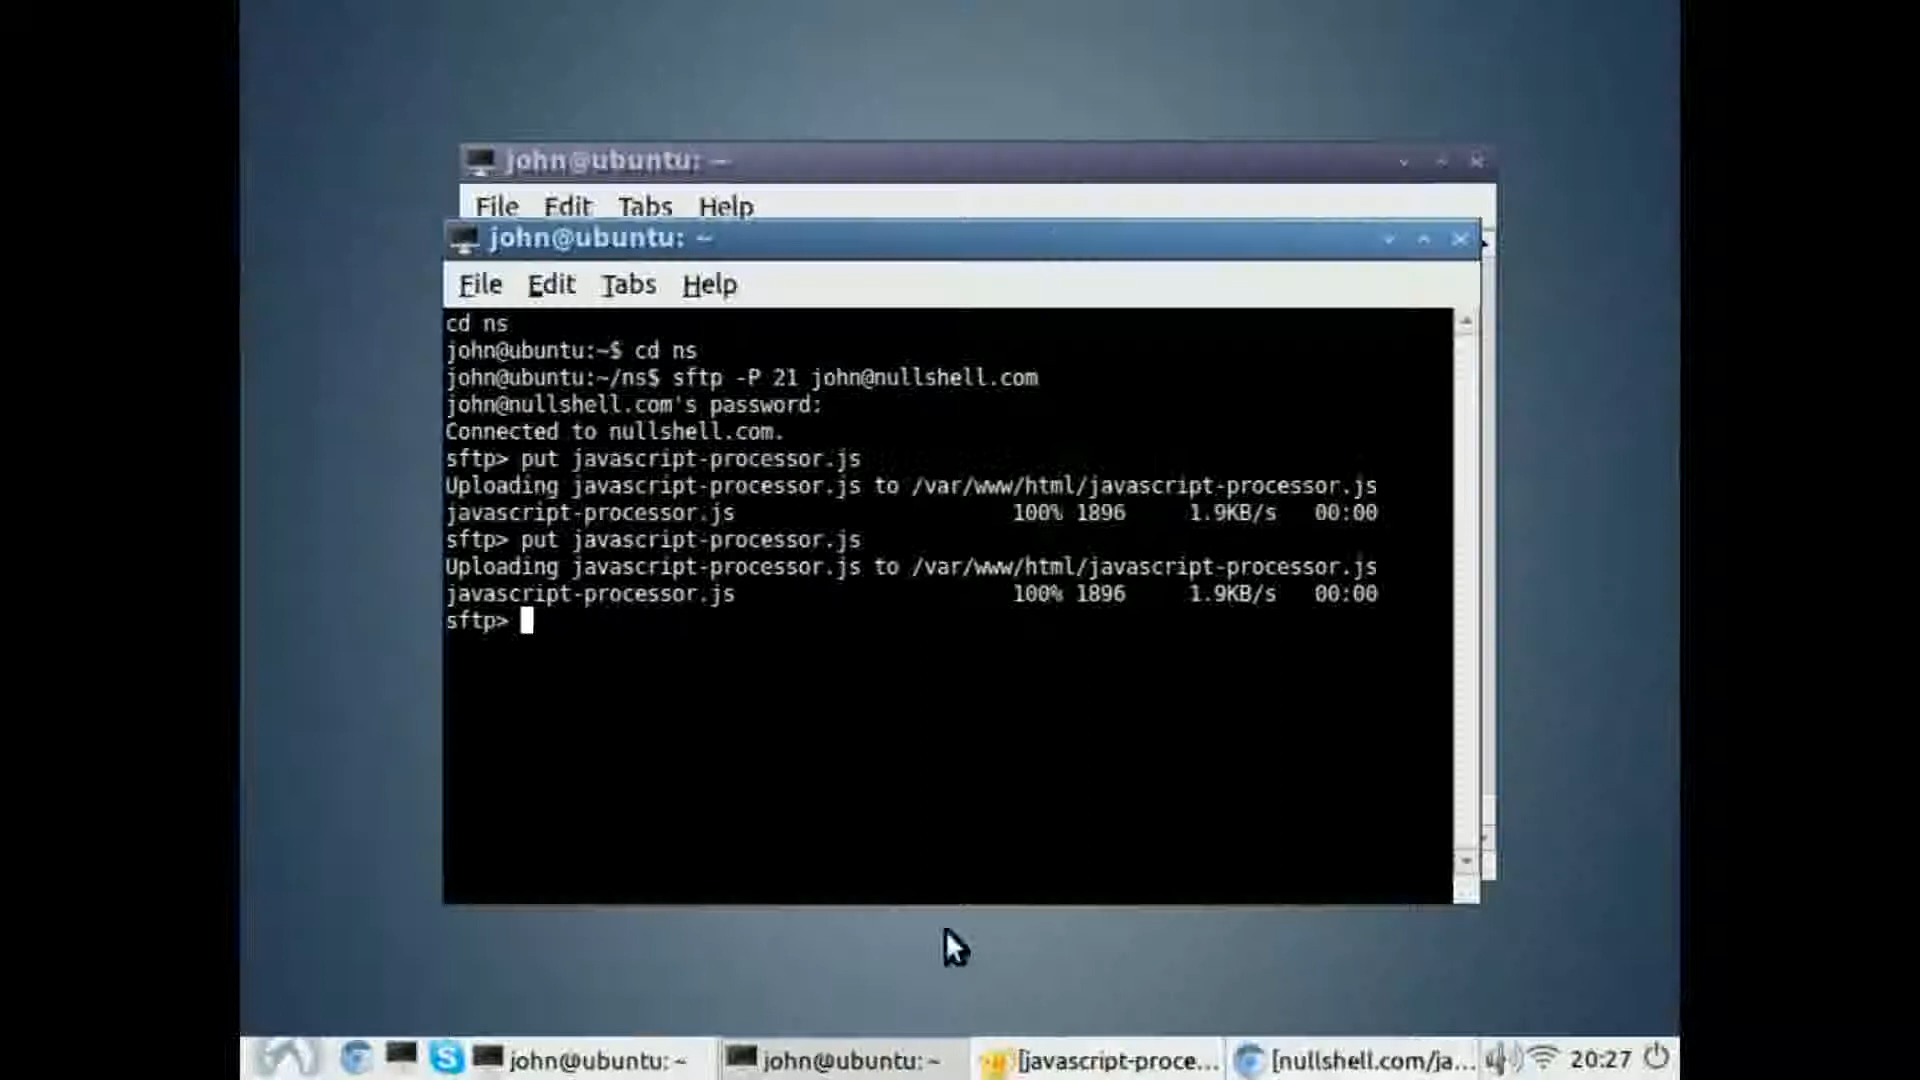 john@ubuntu: ~
File Edit Tabs Help
john@ubuntu: ~
File Edit Tabs Help
cd ns
john@ubuntu:~$ cd ns
john@ubuntu:~/ns$ sftp -P 21 john@nullshell.com
john@nullshell.com's password:
Connected to nullshell.com.
sftp> put javascript-processor.js
Uploading javascript-processor.js to /var/www/html/javascript-processor.js
javascript-processor.js 100% 1896 1.9KB/s 00:00
sftp> put javascript-processor.js
Uploading javascript-processor.js to /var/www/html/javascript-processor.js
javascript-processor.js 100% 1896 1.9KB/s 00:00
sftp>
john@ubuntu: ~ john@ubuntu: ~ [javascript-proce... [nullshell.com/ja... 20:27